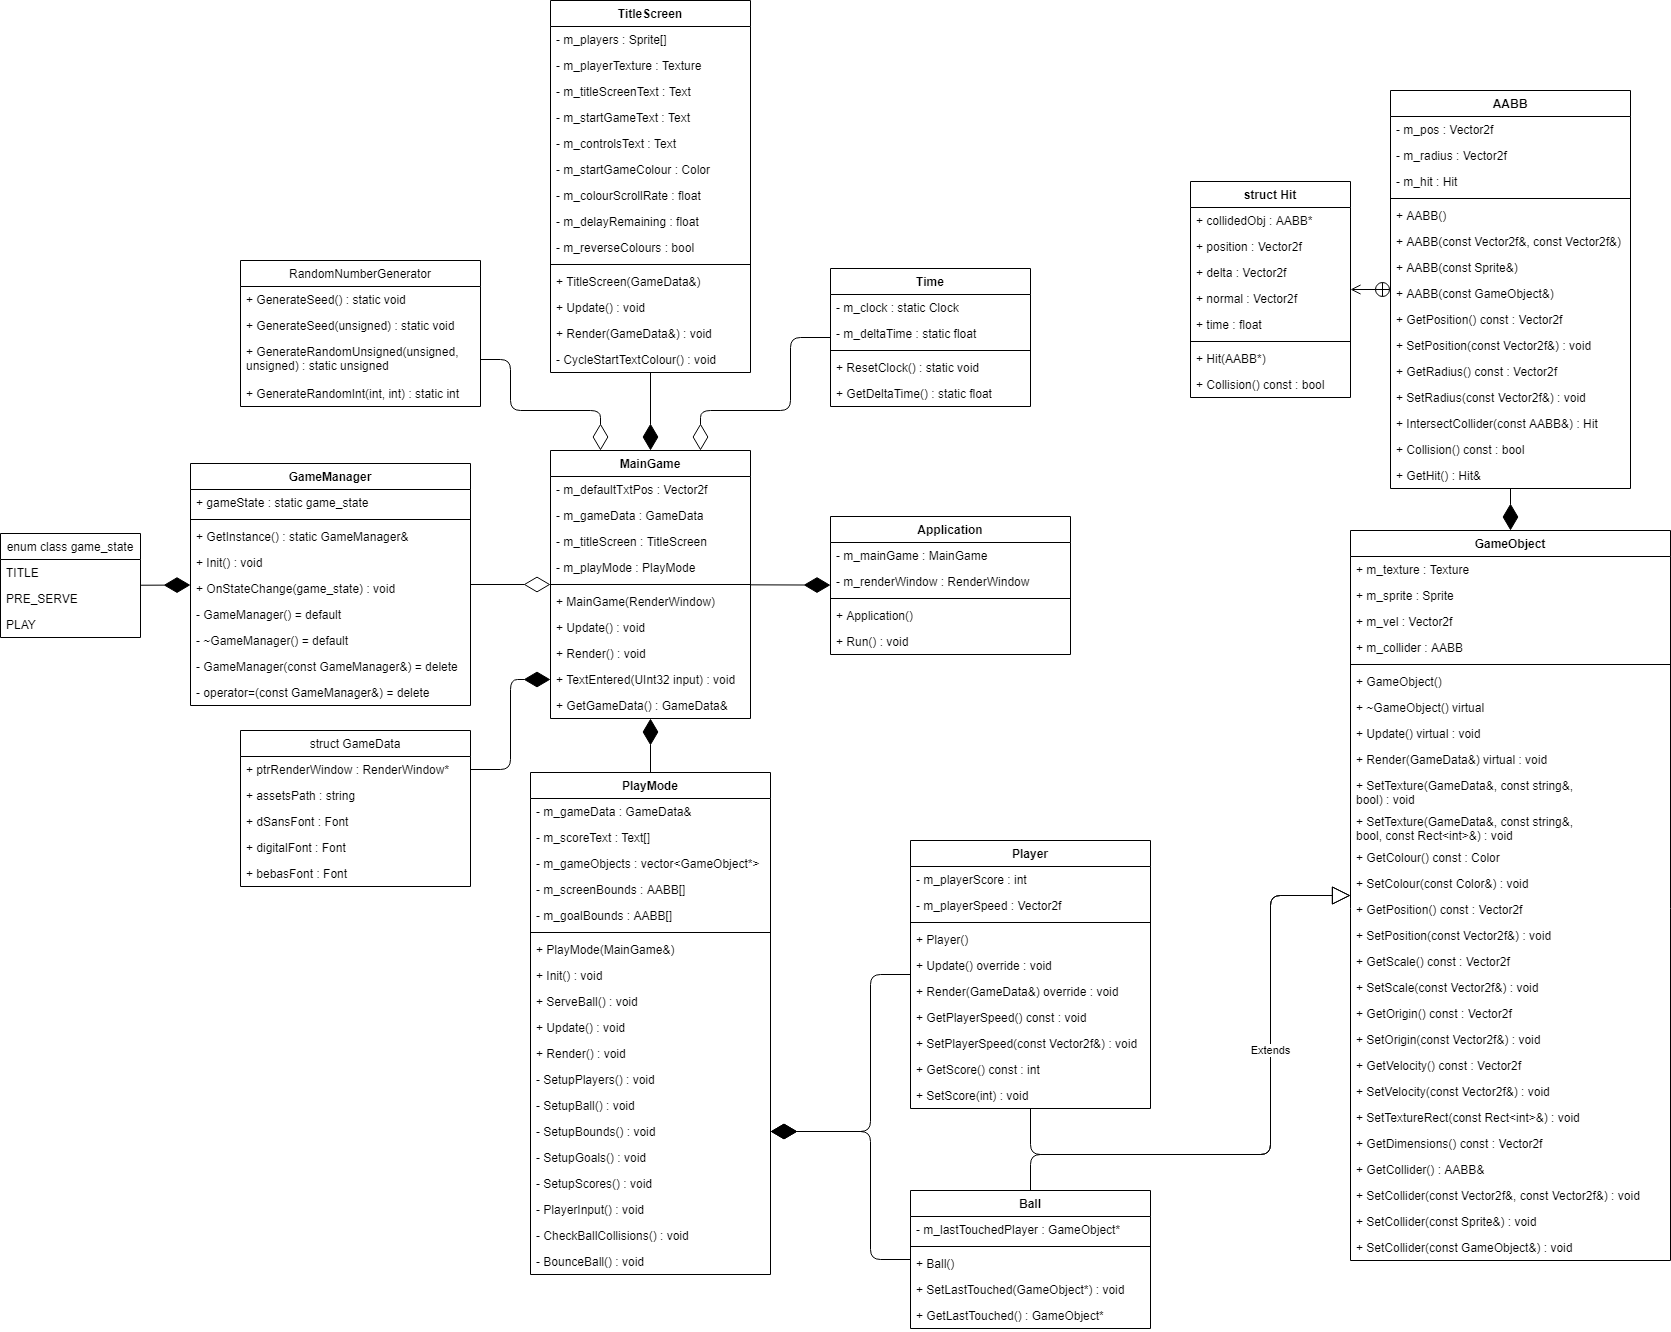 TitleScreen
- m_players : Sprite[]
- m_playerTexture : Texture
- m_titleScreenText : Text
- m_startGameText : Text
- m_controlsText : Text
- m_startGameColour : Color
- m_colourScrollRate : float
- m_delayRemaining : float
- m_reverseColours : bool
+ TitleScreen(GameData&)
+ Update() : void
+ Render(GameData&) : void
- CycleStartTextColour() : void
AABB
- m_pos : Vector2f
- m_radius : Vector2f
- m_hit : Hit
+ AABB()
+ AABB(const Vector2f&, const Vector2f&)
+ AABB(const Sprite&)
+ AABB(const GameObject&)
+ GetPosition() const : Vector2f
+ SetPosition(const Vector2f&) : void
+ GetRadius() const : Vector2f
+ SetRadius(const Vector2f&) : void
+ IntersectCollider(const AABB&) : Hit
+ Collision() const : bool
+ GetHit() : Hit&
struct Hit
+ collidedObj : AABB*
+ position : Vector2f
+ delta : Vector2f
+ normal : Vector2f
+ time : float
+ Hit(AABB*)
+ Collision() const : bool
RandomNumberGenerator
+ GenerateSeed() : static void
+ GenerateSeed(unsigned) : static void
+ GenerateRandomUnsigned(unsigned,
unsigned) : static unsigned
+ GenerateRandomInt(int, int) : static int
Time
- m_clock : static Clock
- m_deltaTime : static float
+ ResetClock() : static void
+ GetDeltaTime() : static float
GameManager
+ gameState : static game_state
+ GetInstance() : static GameManager&
+ Init() : void
+ OnStateChange(game_state) : void
- GameManager() = default
- ~GameManager() = default
- GameManager(const GameManager&) = delete
- operator=(const GameManager&) = delete
enum class game_state
TITLE
PRE_SERVE
PLAY
MainGame
- m_defaultTxtPos : Vector2f
- m_gameData : GameData
- m_titleScreen : TitleScreen
- m_playMode : PlayMode
+ MainGame(RenderWindow)
+ Update() : void
+ Render() : void
+ TextEntered(UInt32 input) : void
+ GetGameData() : GameData&
Application
- m_mainGame : MainGame
- m_renderWindow : RenderWindow
+ Application()
+ Run() : void
struct GameData
+ ptrRenderWindow : RenderWindow*
+ assetsPath : string
+ dSansFont : Font
+ digitalFont : Font
+ bebasFont : Font
PlayMode
- m_gameData : GameData&
- m_scoreText : Text[]
- m_gameObjects : vector<GameObject*>
- m_screenBounds : AABB[]
- m_goalBounds : AABB[]
+ PlayMode(MainGame&)
+ Init() : void
+ ServeBall() : void
+ Update() : void
+ Render() : void
- SetupPlayers() : void
- SetupBall() : void
- SetupBounds() : void
- SetupGoals() : void
- SetupScores() : void
- PlayerInput() : void
- CheckBallCollisions() : void
- BounceBall() : void
Player
- m_playerScore : int
- m_playerSpeed : Vector2f
+ Player()
+ Update() override : void
+ Render(GameData&) override : void
+ GetPlayerSpeed() const : void
+ SetPlayerSpeed(const Vector2f&) : void
+ GetScore() const : int
+ SetScore(int) : void
Ball
- m_lastTouchedPlayer : GameObject*
+ Ball()
+ SetLastTouched(GameObject*) : void
+ GetLastTouched() : GameObject*
Extends
GameObject
+ m_texture : Texture
+ m_sprite : Sprite
+ m_vel : Vector2f
+ m_collider : AABB
+ GameObject()
+ ~GameObject() virtual
+ Update() virtual : void
+ Render(GameData&) virtual : void
+ SetTexture(GameData&, const string&,
bool) : void
+ SetTexture(GameData&, const string&,
bool, const Rect<int>&) : void
+ GetColour() const : Color
+ SetColour(const Color&) : void
+ GetPosition() const : Vector2f
+ SetPosition(const Vector2f&) : void
+ GetScale() const : Vector2f
+ SetScale(const Vector2f&) : void
+ GetOrigin() const : Vector2f
+ SetOrigin(const Vector2f&) : void
+ GetVelocity() const : Vector2f
+ SetVelocity(const Vector2f&) : void
+ SetTextureRect(const Rect<int>&) : void
+ GetDimensions() const : Vector2f
+ GetCollider() : AABB&
+ SetCollider(const Vector2f&, const Vector2f&) : void
+ SetCollider(const Sprite&) : void
+ SetCollider(const GameObject&) : void